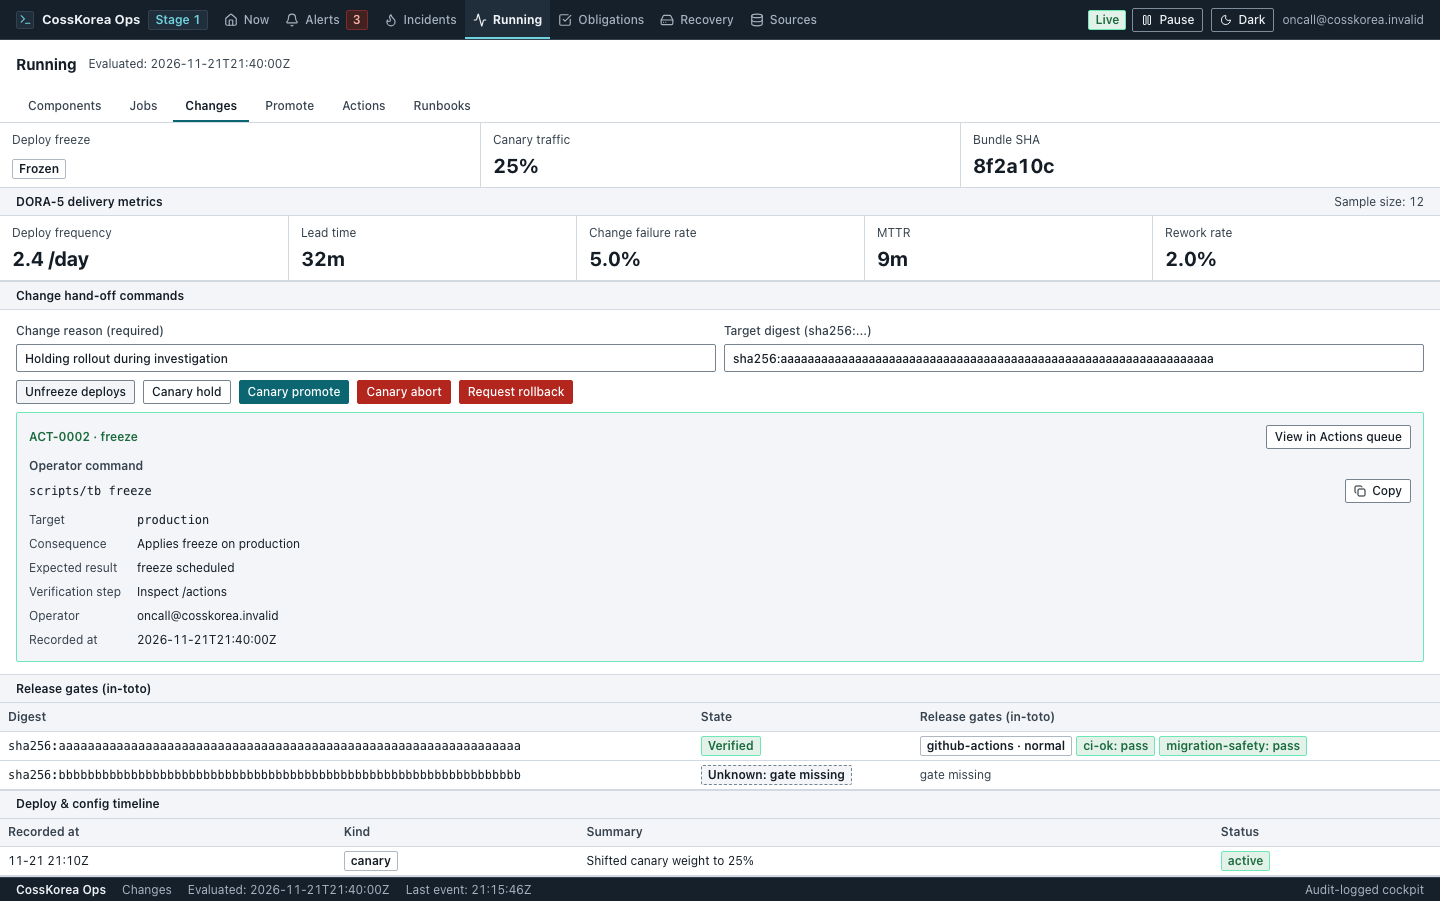 CossKorea Ops Stage 1 Now Alerts 3 Incidents Running Obligations Recovery Sources Live Pause Dark oncall@cosskorea.invalid
Running Evaluated: 2026-11-21T21:40:00Z
Components Jobs Changes Promote Actions Runbooks
Deploy freeze Canary traffic Bundle SHA
Frozen 25% 8f2a10c
DORA-5 delivery metrics Sample size: 12
Deploy frequency Lead time Change failure rate MTTR Rework rate
2.4 /day 32m 5.0% 9m 2.0%
Change hand-off commands
Change reason (required) Target digest (sha256:...)
Holding rollout during investigation sha256:aaaaaaaaaaaaaaaaaaaaaaaaaaaaaaaaaaaaaaaaaaaaaaaaaaaaaaaaaaaaaaaa
Unfreeze deploys Canary hold Canary promote Canary abort Request rollback
ACT-0002 · freeze View in Actions queue
Operator command
scripts/tb freeze Copy
Target production
Consequence Applies freeze on production
Expected result freeze scheduled
Verification step Inspect /actions
Operator oncall@cosskorea.invalid
Recorded at 2026-11-21T21:40:00Z
Release gates (in-toto)
Digest State Release gates (in-toto)
sha256:aaaaaaaaaaaaaaaaaaaaaaaaaaaaaaaaaaaaaaaaaaaaaaaaaaaaaaaaaaaaaaaa Verified github-actions · normal ci-ok: pass migration-safety: pass
sha256:bbbbbbbbbbbbbbbbbbbbbbbbbbbbbbbbbbbbbbbbbbbbbbbbbbbbbbbbbbbbbbbb Unknown: gate missing gate missing
Deploy & config timeline
Recorded at Kind Summary Status
11-21 21:10Z canary Shifted canary weight to 25% active
CossKorea Ops Changes Evaluated: 2026-11-21T21:40:00Z Last event: 21:15:46Z Audit-logged cockpit